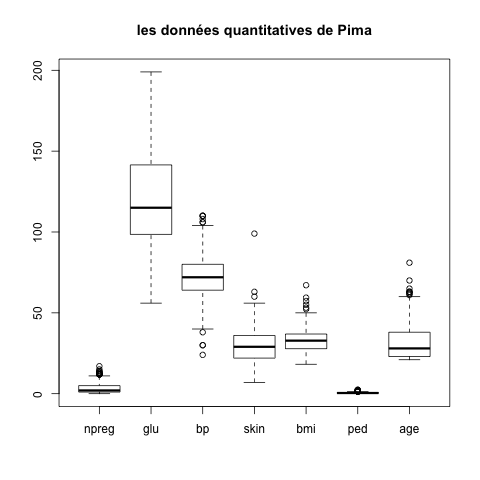 les données quantitatives de Pima
200
150
100
50
0
npreg glu bp skin bmi ped age